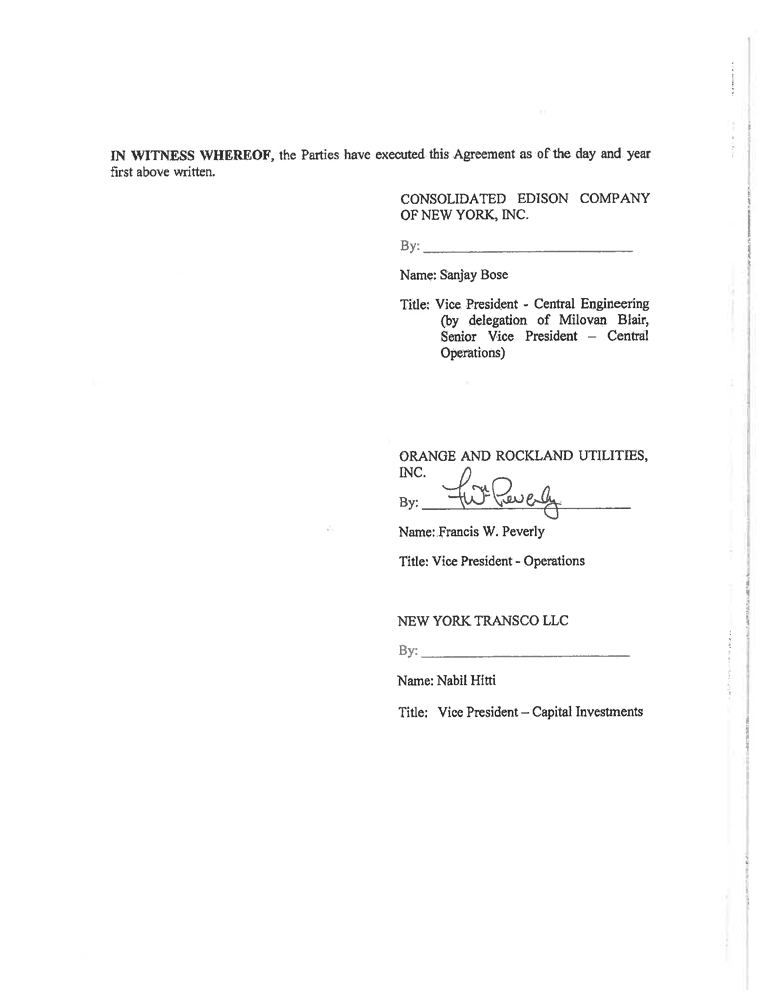 IN WITNESS WHEREOF, the Parties have executed this Agreement as of the day and year
first above written.
CONSOLIDATED EDISON COMPANY
OF NEW YORK, INC.
By:
Name: Sanjay Bose
Title: Vice President - Central Engineering
(by delegation of Milovan Blair,
Senior Vice President – Central
Operations)
ORANGE AND ROCKLAND UTILITIES,
INC.
By: FW Peverly
Name: Francis W. Peverly
Title: Vice President - Operations
NEW YORK TRANSCO LLC
By:
Name: Nabil Hitti
Title: Vice President – Capital Investments